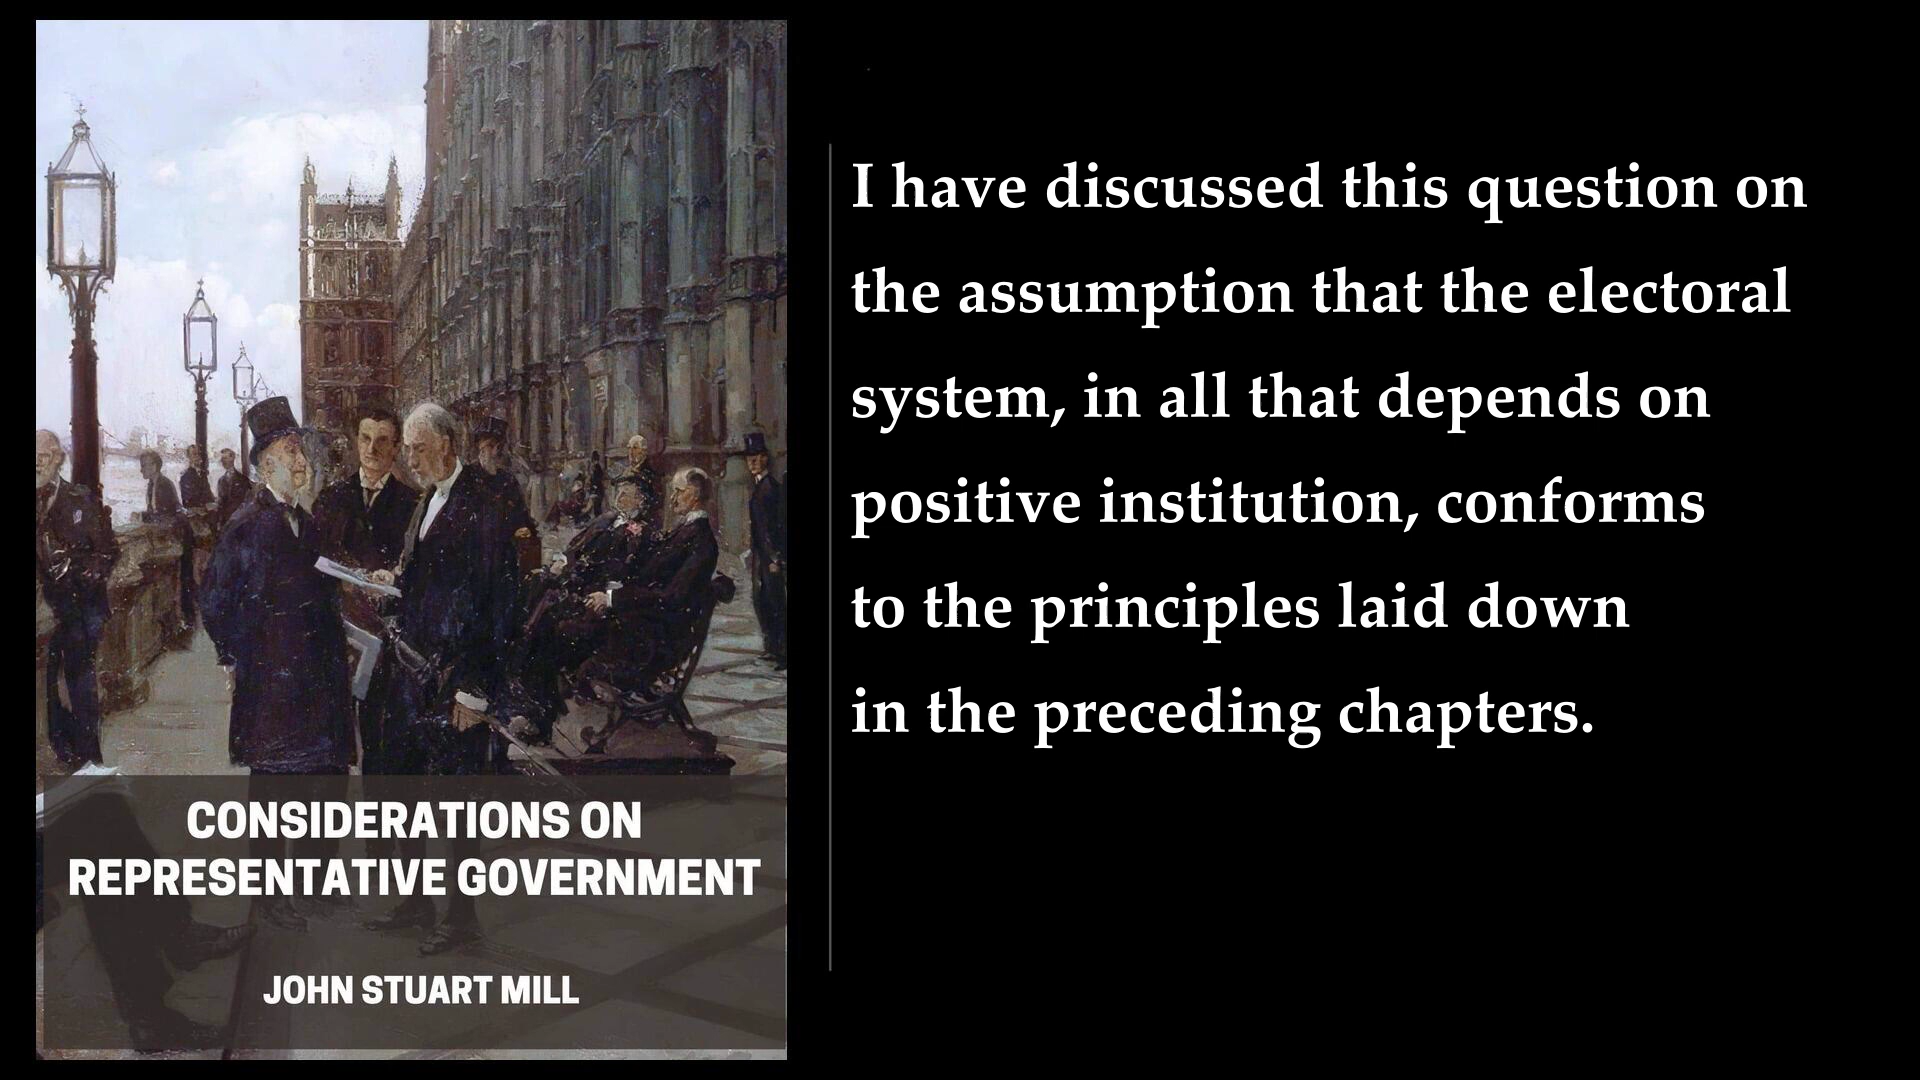 CONSIDERATIONS ON
REPRESENTATIVE GOVERNMENT
JOHN STUART MILL
I have discussed this question on
the assumption that the electoral
system, in all that depends on
positive institution, conforms
to the principles laid down
in the preceding chapters.